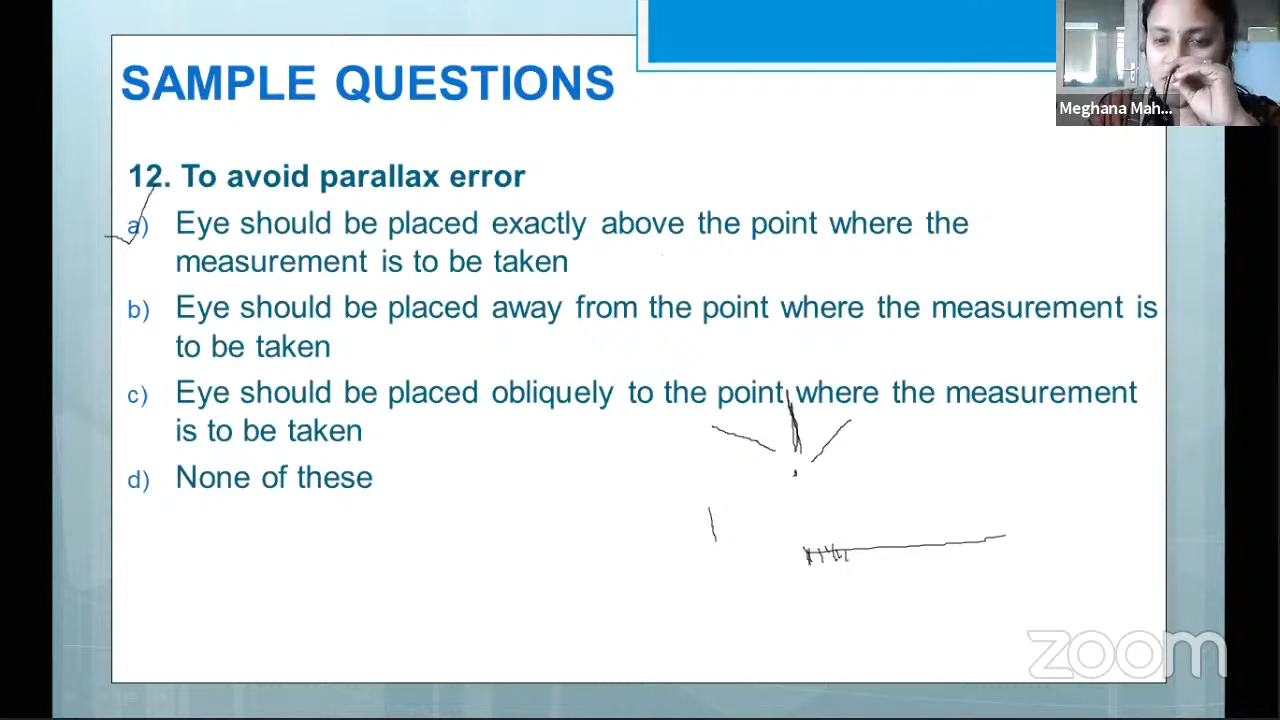 SAMPLE QUESTIONS
Meghana Mah...
12. To avoid parallax error
a) Eye should be placed exactly above the point where the
measurement is to be taken
b) Eye should be placed away from the point where the measurement is
to be taken
c) Eye should be placed obliquely to the point where the measurement
is to be taken
d) None of these
zoom